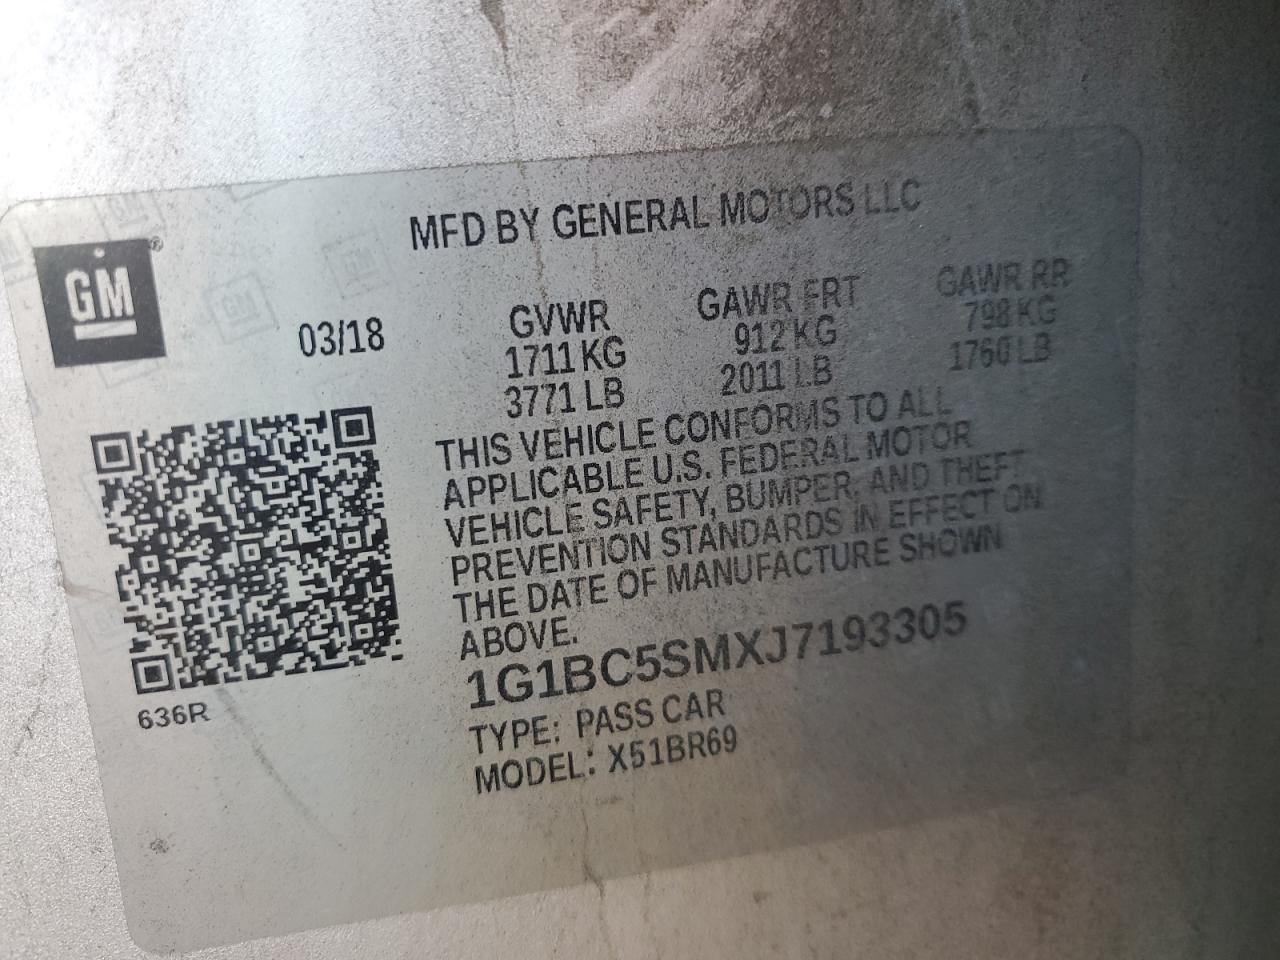 MFD BY GENERAL MOTORS LLC
GM®
03/18
GVWR GAWR FRT GAWR RR
1711 KG 912 KG 798 KG
3771 LB 2011 LB 1760 LB
THIS VEHICLE CONFORMS TO ALL
APPLICABLE U.S. FEDERAL MOTOR
VEHICLE SAFETY, BUMPER, AND THEFT
PREVENTION STANDARDS IN EFFECT ON
THE DATE OF MANUFACTURE SHOWN
ABOVE.
1G1BC5SMXJ7193305
636R
TYPE: PASS CAR
MODEL: X51BR69